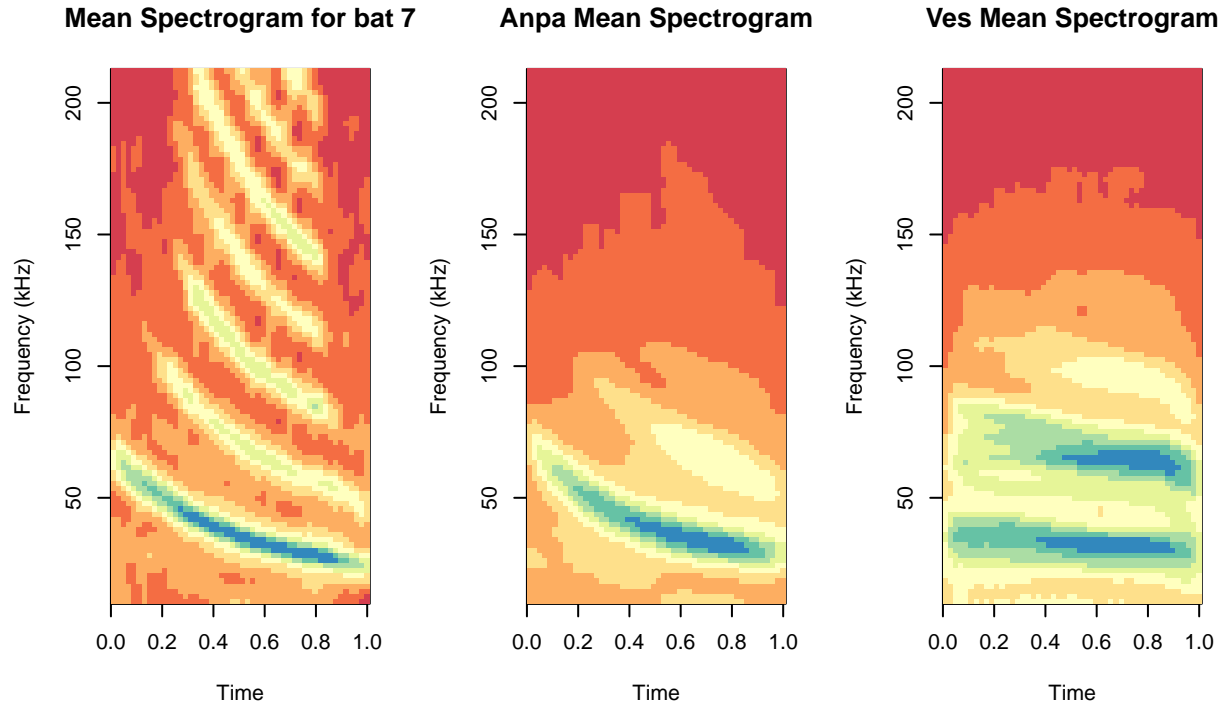 Mean Spectrogram for bat 7
Frequency (kHz)
200
150
100
50
0.0 0.2 0.4 0.6 0.8 1.0
Time
Anpa Mean Spectrogram
Frequency (kHz)
200
150
100
50
0.0 0.2 0.4 0.6 0.8 1.0
Time
Ves Mean Spectrogram
Frequency (kHz)
200
150
100
50
0.0 0.2 0.4 0.6 0.8 1.0
Time